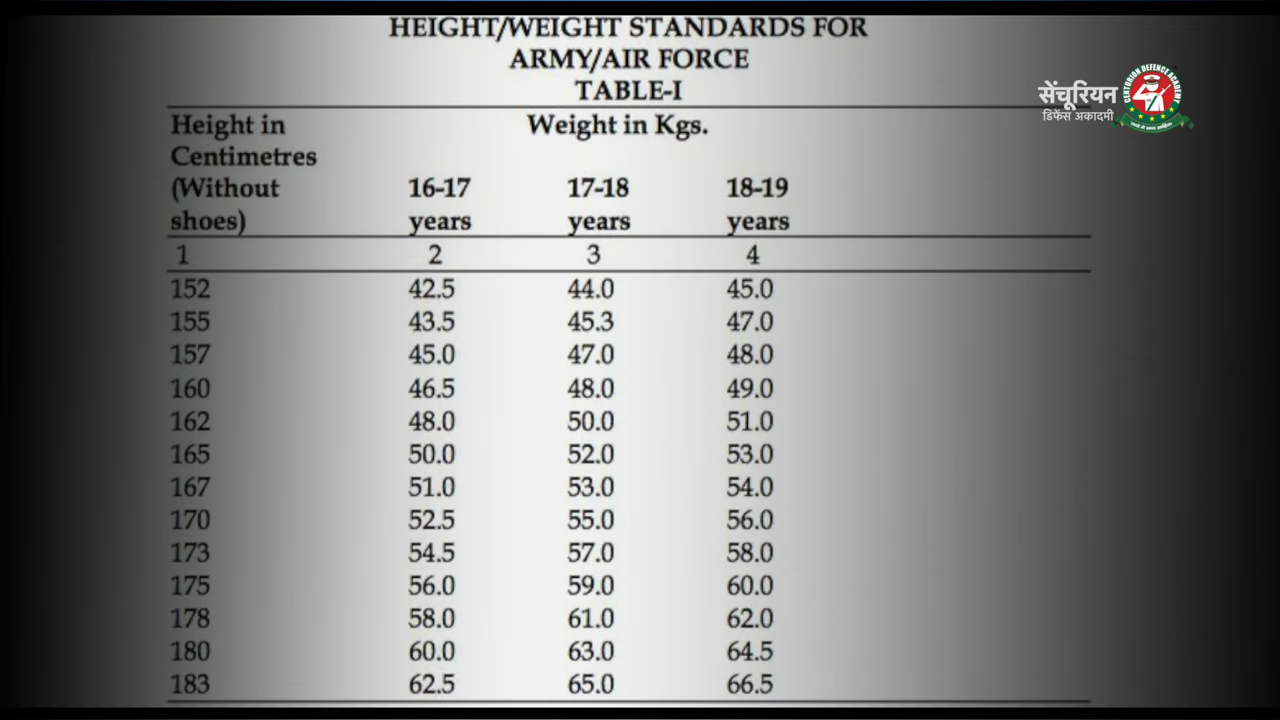 HEIGHT/WEIGHT STANDARDS FOR
ARMY/AIR FORCE
TABLE-I
सेंचूरियन
डिफेंस अकादमी
CENTURION DEFENCE ACADEMY
Height in Weight in Kgs.
Centimetres
(Without 16-17 17-18 18-19
shoes) years years years
1 2 3 4
152 42.5 44.0 45.0
155 43.5 45.3 47.0
157 45.0 47.0 48.0
160 46.5 48.0 49.0
162 48.0 50.0 51.0
165 50.0 52.0 53.0
167 51.0 53.0 54.0
170 52.5 55.0 56.0
173 54.5 57.0 58.0
175 56.0 59.0 60.0
178 58.0 61.0 62.0
180 60.0 63.0 64.5
183 62.5 65.0 66.5